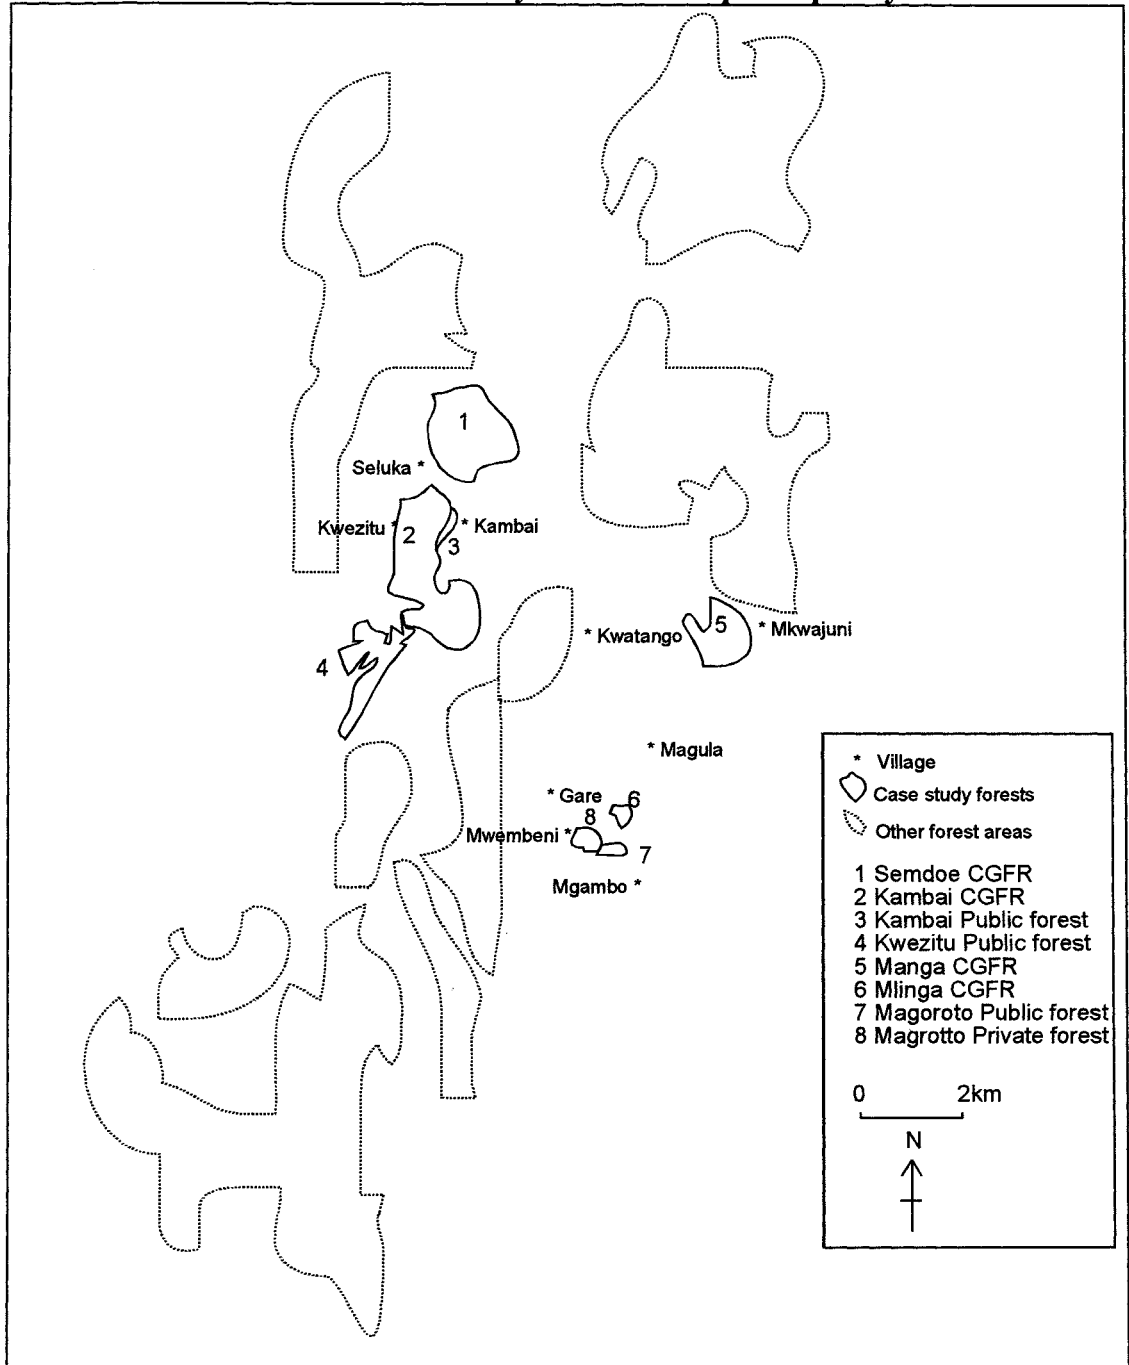 1
Seluka *
Kwezitu *
2
3
* Kambai
4
* Kwatango
5
* Mkwajuni
* Magula
* Gare
6
8
Mwembeni *
7
Mgambo *
* Village
Case study forests
Other forest areas
1 Semdoe CGFR
2 Kambai CGFR
3 Kambai Public forest
4 Kwezitu Public forest
5 Manga CGFR
6 Mlinga CGFR
7 Magoroto Public forest
8 Magrotto Private forest
0 2km
N